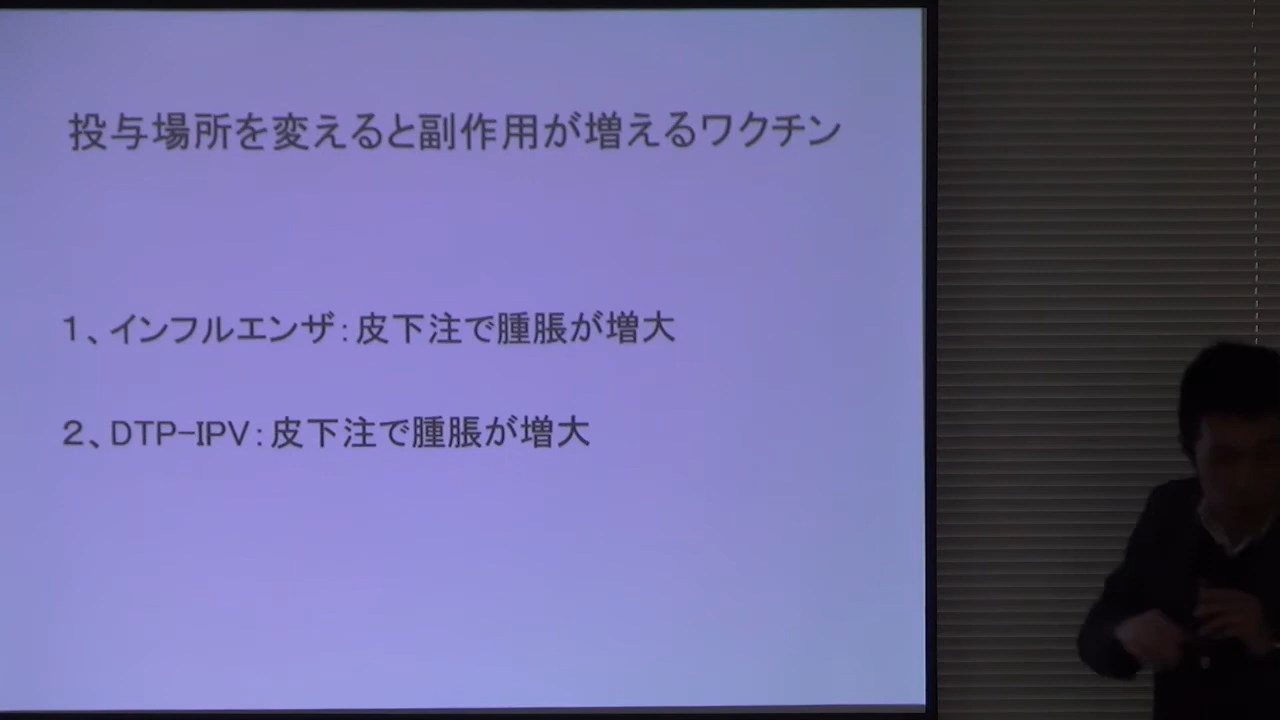 投与場所を変えると副作用が増えるワクチン
1、インフルエンザ：皮下注で腫脹が増大
2、DTP-IPV：皮下注で腫脹が増大